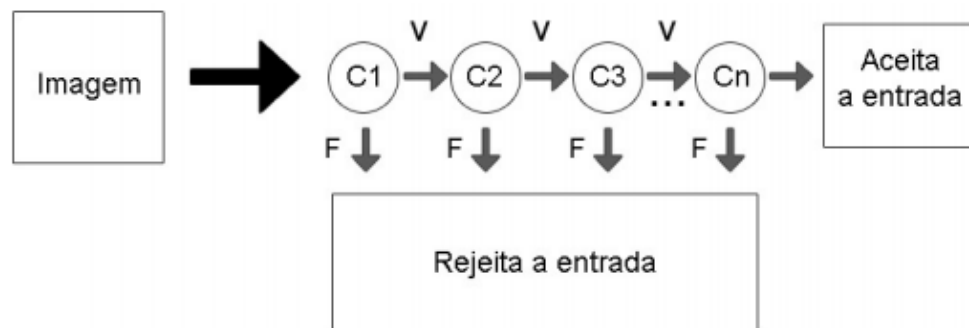 V V V
Imagem C1 C2 C3 ... Cn Aceita
a entrada
F F F F
Rejeita a entrada